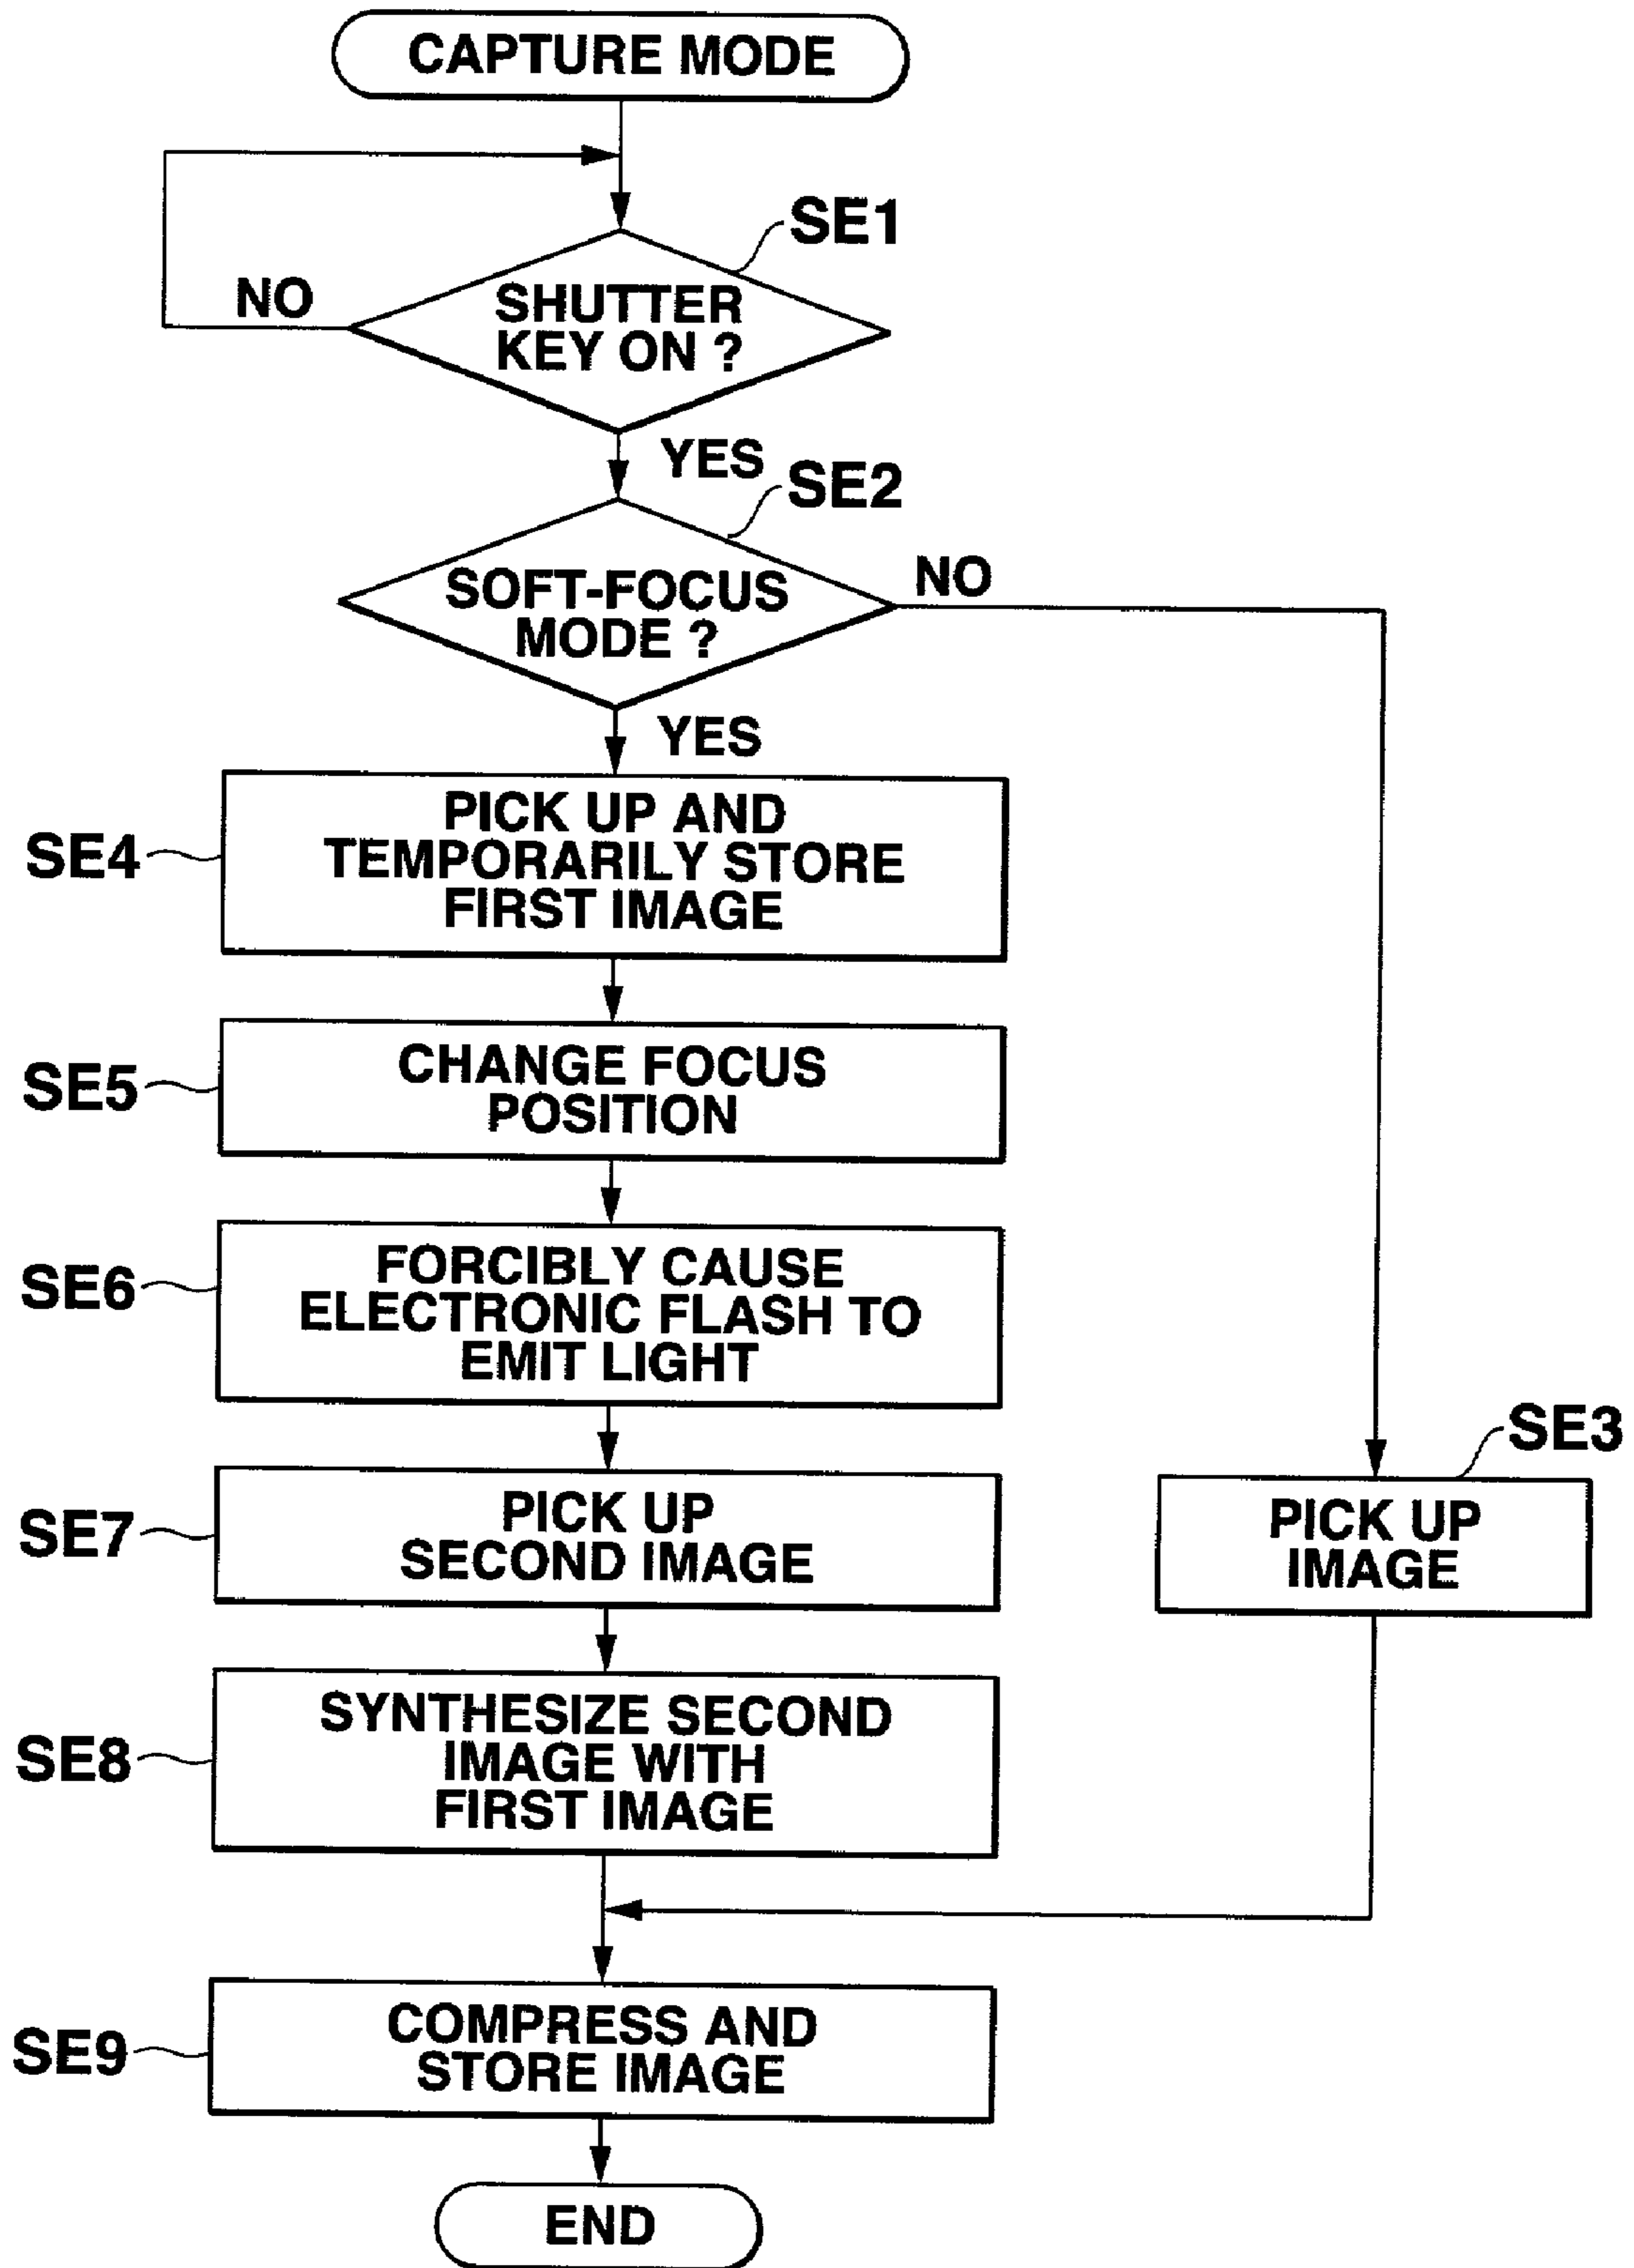 CAPTURE MODE
SE1
NO
SHUTTER
KEY ON ?
YES
SE2
NO
SOFT-FOCUS
MODE ?
YES
SE4
PICK UP AND
TEMPORARILY STORE
FIRST IMAGE
SE5
CHANGE FOCUS
POSITION
SE6
FORCIBLY CAUSE
ELECTRONIC FLASH TO
EMIT LIGHT
SE3
PICK UP
IMAGE
SE7
PICK UP
SECOND IMAGE
SE8
SYNTHESIZE SECOND
IMAGE WITH
FIRST IMAGE
SE9
COMPRESS AND
STORE IMAGE
END